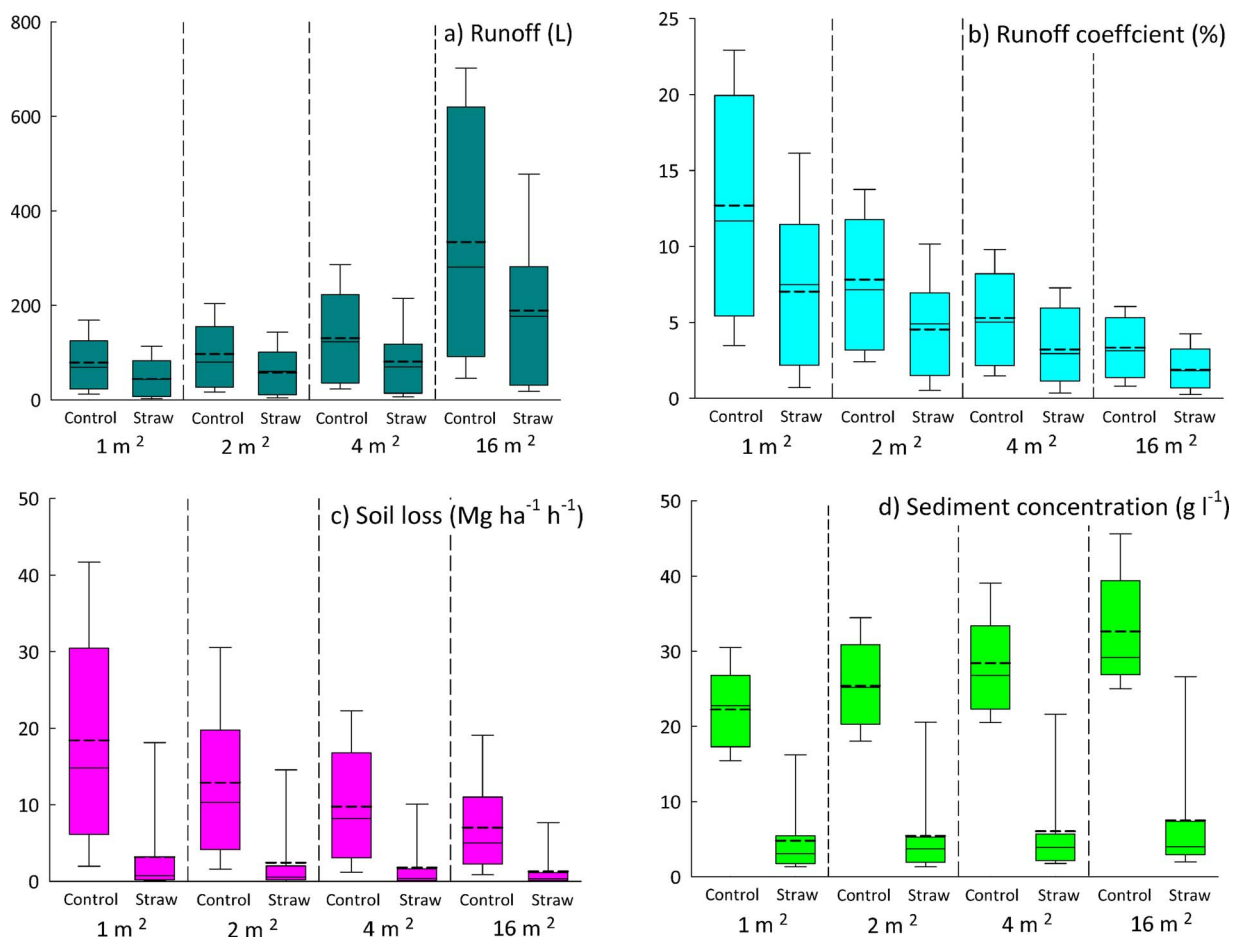 a) Runoff (L)
800
600
400
200
0
Control Straw Control Straw Control Straw Control Straw
1 m ² 2 m ² 4 m ² 16 m ²
b) Runoff coeffcient (%)
25
20
15
10
5
0
Control Straw Control Straw Control Straw Control Straw
1 m ² 2 m ² 4 m ² 16 m ²
c) Soil loss (Mg ha⁻¹ h⁻¹)
50
40
30
20
10
0
Control Straw Control Straw Control Straw Control Straw
1 m ² 2 m ² 4 m ² 16 m ²
d) Sediment concentration (g l⁻¹)
50
40
30
20
10
0
Control Straw Control Straw Control Straw Control Straw
1 m ² 2 m ² 4 m ² 16 m ²